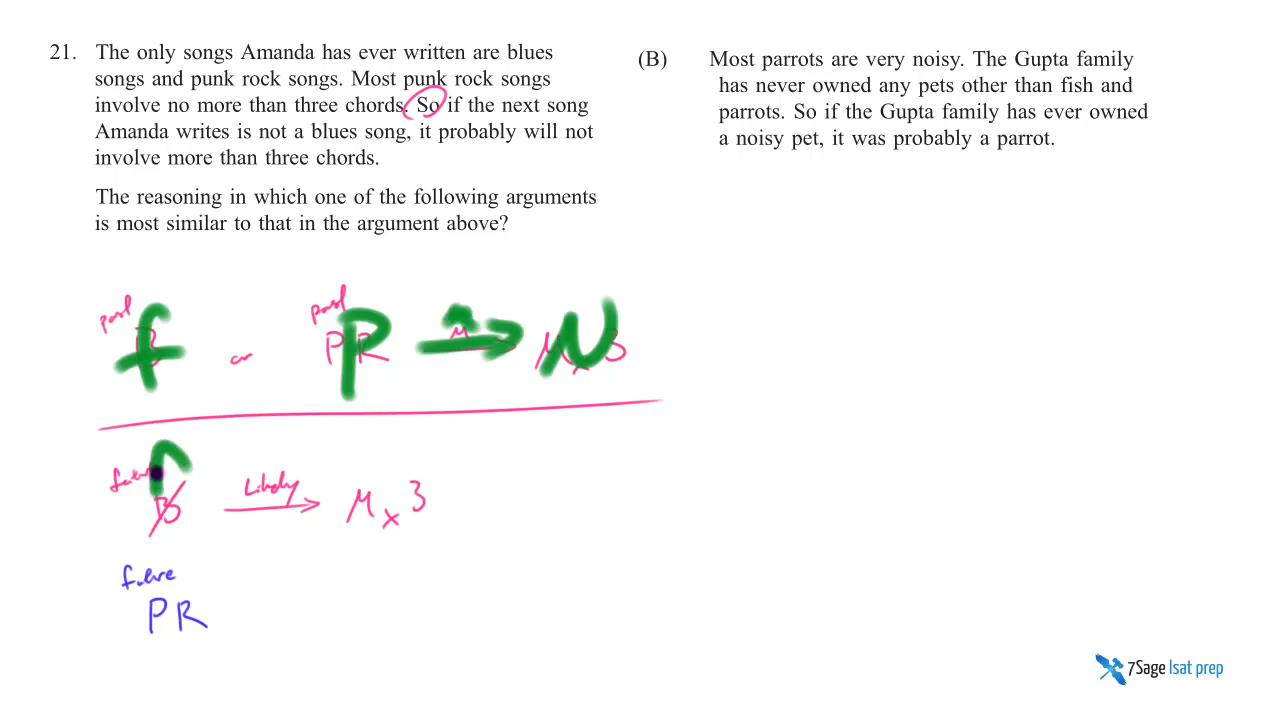 21. The only songs Amanda has ever written are blues
songs and punk rock songs. Most punk rock songs
involve no more than three chords. So if the next song
Amanda writes is not a blues song, it probably will not
involve more than three chords.
The reasoning in which one of the following arguments
is most similar to that in the argument above?
(B) Most parrots are very noisy. The Gupta family
has never owned any pets other than fish and
parrots. So if the Gupta family has ever owned
a noisy pet, it was probably a parrot.
past
past
f or P N
B PR 3
Likely
B Mx3
future
PR
7Sage lsat prep